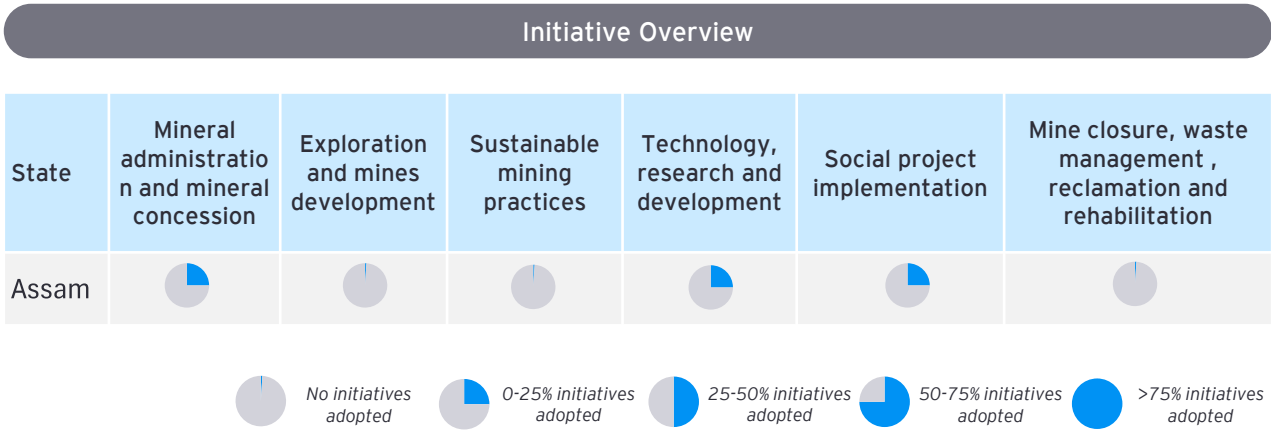 Initiative Overview
State
Mineral
administratio
n and mineral
concession
Exploration
and mines
development
Sustainable
mining
practices
Technology,
research and
development
Social project
implementation
Mine closure, waste
management ,
reclamation and
rehabilitation
Assam
No initiatives
adopted
0-25% initiatives
adopted
25-50% initiatives
adopted
50-75% initiatives
adopted
>75% initiatives
adopted